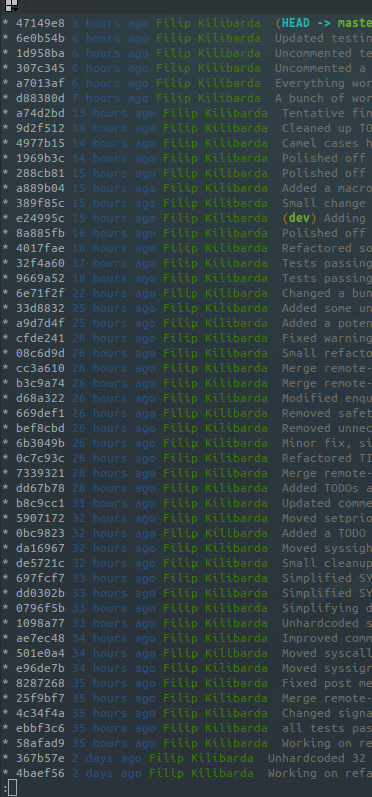 * 47149e8 5 hours ago Filip Kilibarda (HEAD -> maste
* 6e0b54b 6 hours ago Filip Kilibarda Updated testin
* 1d958ba 6 hours ago Filip Kilibarda Uncommented te
* 307c345 6 hours ago Filip Kilibarda Uncommented a
* a7013af 6 hours ago Filip Kilibarda Everything wor
* d88380d 7 hours ago Filip Kilibarda A bunch of wor
* a74d2bd 13 hours ago Filip Kilibarda Tentative fin
* 9d2f512 14 hours ago Filip Kilibarda Cleaned up TO
* 4977b15 14 hours ago Filip Kilibarda Camel cases h
* 1969b3c 14 hours ago Filip Kilibarda Polished off
* 288cb81 15 hours ago Filip Kilibarda Polished off
* a889b04 15 hours ago Filip Kilibarda Added a macro
* 389f85c 15 hours ago Filip Kilibarda Small change
* e24995c 15 hours ago Filip Kilibarda (dev) Adding
* 8a885fb 16 hours ago Filip Kilibarda Polished off
* 4017fae 16 hours ago Filip Kilibarda Refactored so
* 32f4a60 17 hours ago Filip Kilibarda Tests passing
* 9669a52 18 hours ago Filip Kilibarda Tests passing
* 6e71f2f 22 hours ago Filip Kilibarda Changed a bun
* 33d8832 25 hours ago Filip Kilibarda Added some un
* a9d7d4f 25 hours ago Filip Kilibarda Added a poten
* cfde241 26 hours ago Filip Kilibarda Fixed warning
* 08c6d9d 26 hours ago Filip Kilibarda Small refacto
* cc3a610 26 hours ago Filip Kilibarda Merge remote-
* b3c9a74 26 hours ago Filip Kilibarda Merge remote-
* d68a322 26 hours ago Filip Kilibarda Modified enqu
* 669def1 26 hours ago Filip Kilibarda Removed safet
* bef8cbd 26 hours ago Filip Kilibarda Removed unnec
* 6b3049b 26 hours ago Filip Kilibarda Minor fix, si
* 0c7c93c 26 hours ago Filip Kilibarda Refactored TI
* 7339321 28 hours ago Filip Kilibarda Merge remote-
* dd67b78 28 hours ago Filip Kilibarda Added TODOs a
* b8c9cc1 31 hours ago Filip Kilibarda Updated comme
* 5907172 32 hours ago Filip Kilibarda Moved setprio
* 0bc9823 32 hours ago Filip Kilibarda Added a TODO
* da16967 32 hours ago Filip Kilibarda Moved syssigh
* de5721c 32 hours ago Filip Kilibarda Small cleanup
* 697fcf7 33 hours ago Filip Kilibarda Simplified SY
* dd0302b 33 hours ago Filip Kilibarda Simplified SY
* 0796f5b 33 hours ago Filip Kilibarda Simplifying d
* 1098a77 33 hours ago Filip Kilibarda Unhardcoded s
* ae7ec48 34 hours ago Filip Kilibarda Improved comm
* 501e0a4 34 hours ago Filip Kilibarda Moved syscall
* e96de7b 34 hours ago Filip Kilibarda Moved syssigr
* 8287268 35 hours ago Filip Kilibarda Fixed post me
* 25f9bf7 35 hours ago Filip Kilibarda Merge remote-
* 4c34f4a 35 hours ago Filip Kilibarda Changed signa
* ebbf3c6 35 hours ago Filip Kilibarda all tests pas
* 58afad9 35 hours ago Filip Kilibarda Working on re
* 367b57e 2 days ago Filip Kilibarda Unhardcoded 32
* 4baef56 2 days ago Filip Kilibarda Working on refa
: